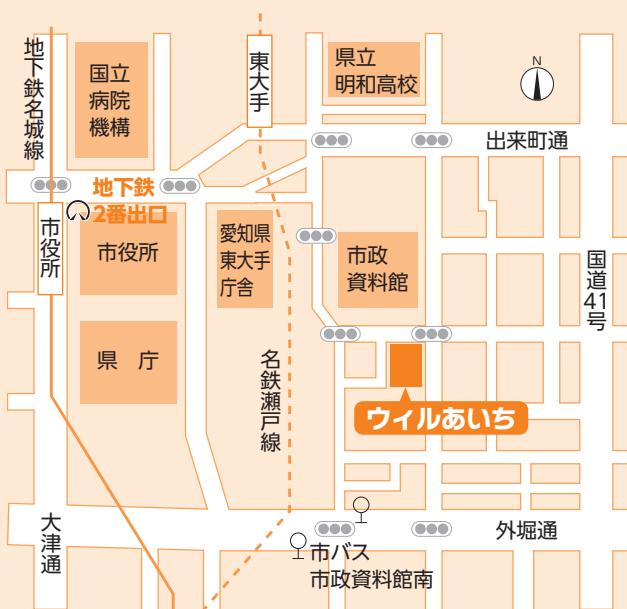 地下鉄名城線
国立
病院
機構
東大手
県立
明和高校
N
出来町通
地下鉄
2番出口
市役所
市役所
愛知県
東大手
庁舎
市政
資料館
国道41号
県 庁
名鉄瀬戸線
ウィルあいち
大津通
外堀通
市バス
市政資料館南